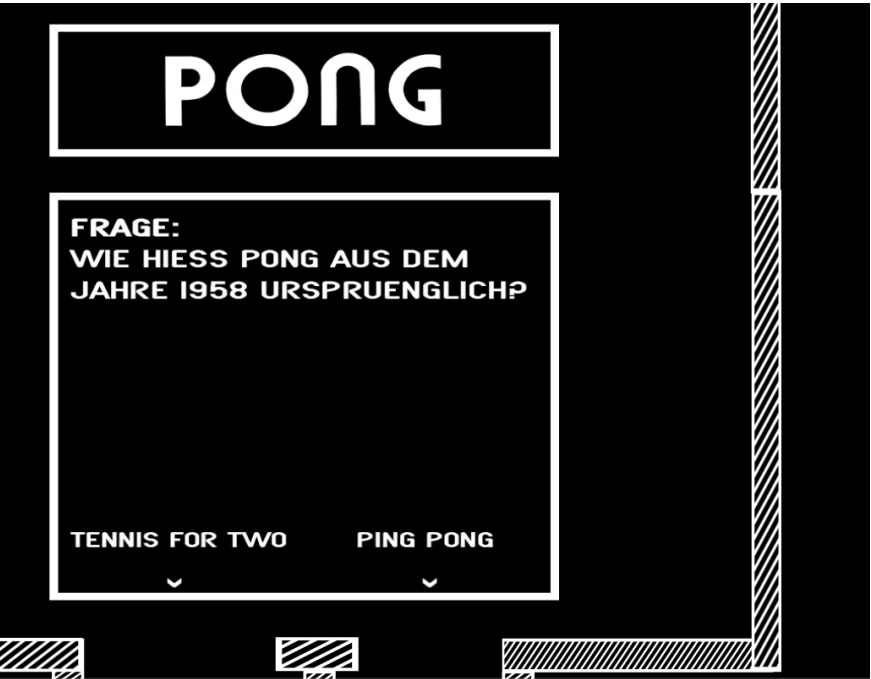 PONG
FRAGE:
WIE HIESS PONG AUS DEM
JAHRE 1958 URSPRUENGLICH?
TENNIS FOR TWO
PING PONG